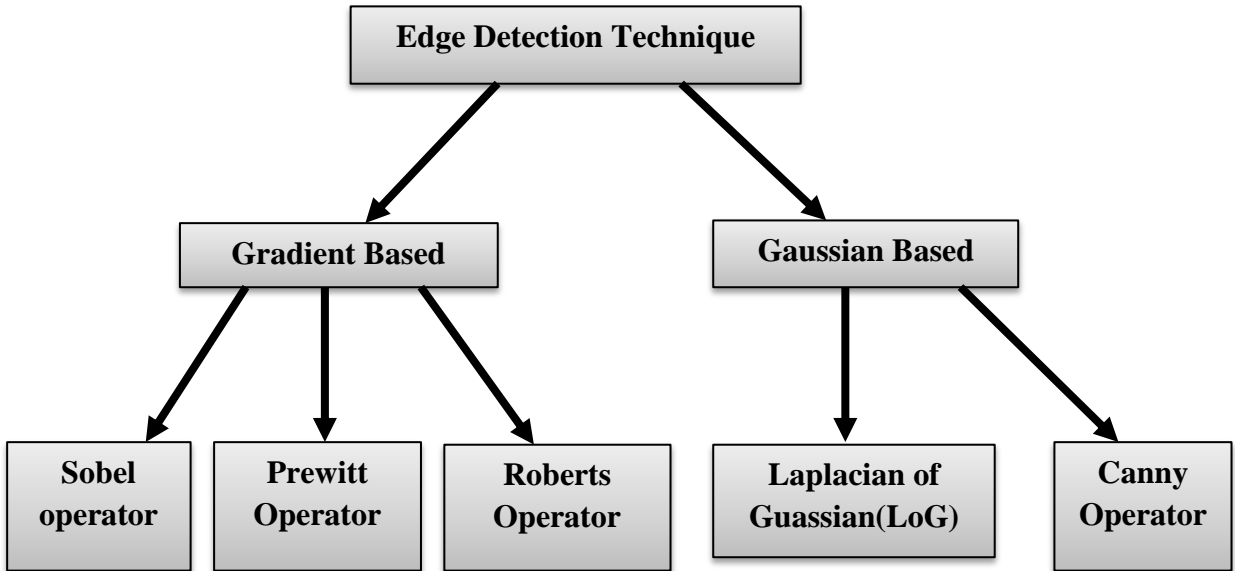 Edge Detection Technique
Gradient Based
Gaussian Based
Sobel
operator
Prewitt
Operator
Roberts
Operator
Laplacian of
Guassian(LoG)
Canny
Operator